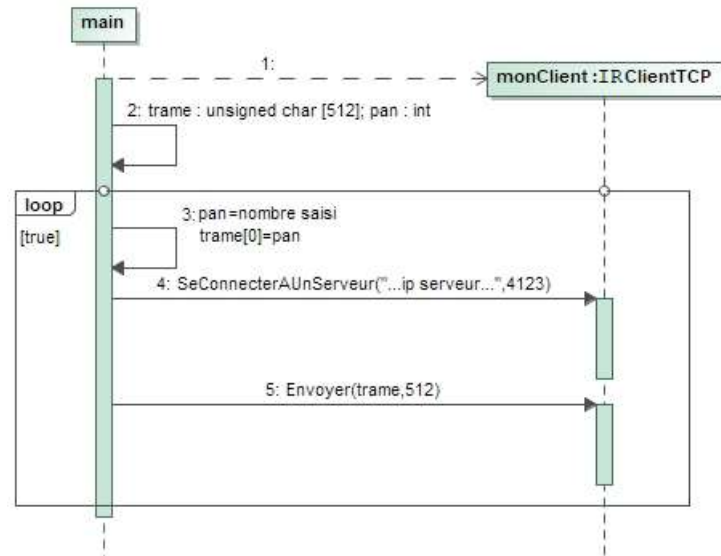 main
1:
monClient :IRClientTCP
2: trame : unsigned char [512]; pan : int
loop
[true]
3: pan=nombre saisi
trame[0]=pan
4: SeConnecterAUnServeur("...ip serveur...",4123)
5: Envoyer(trame,512)